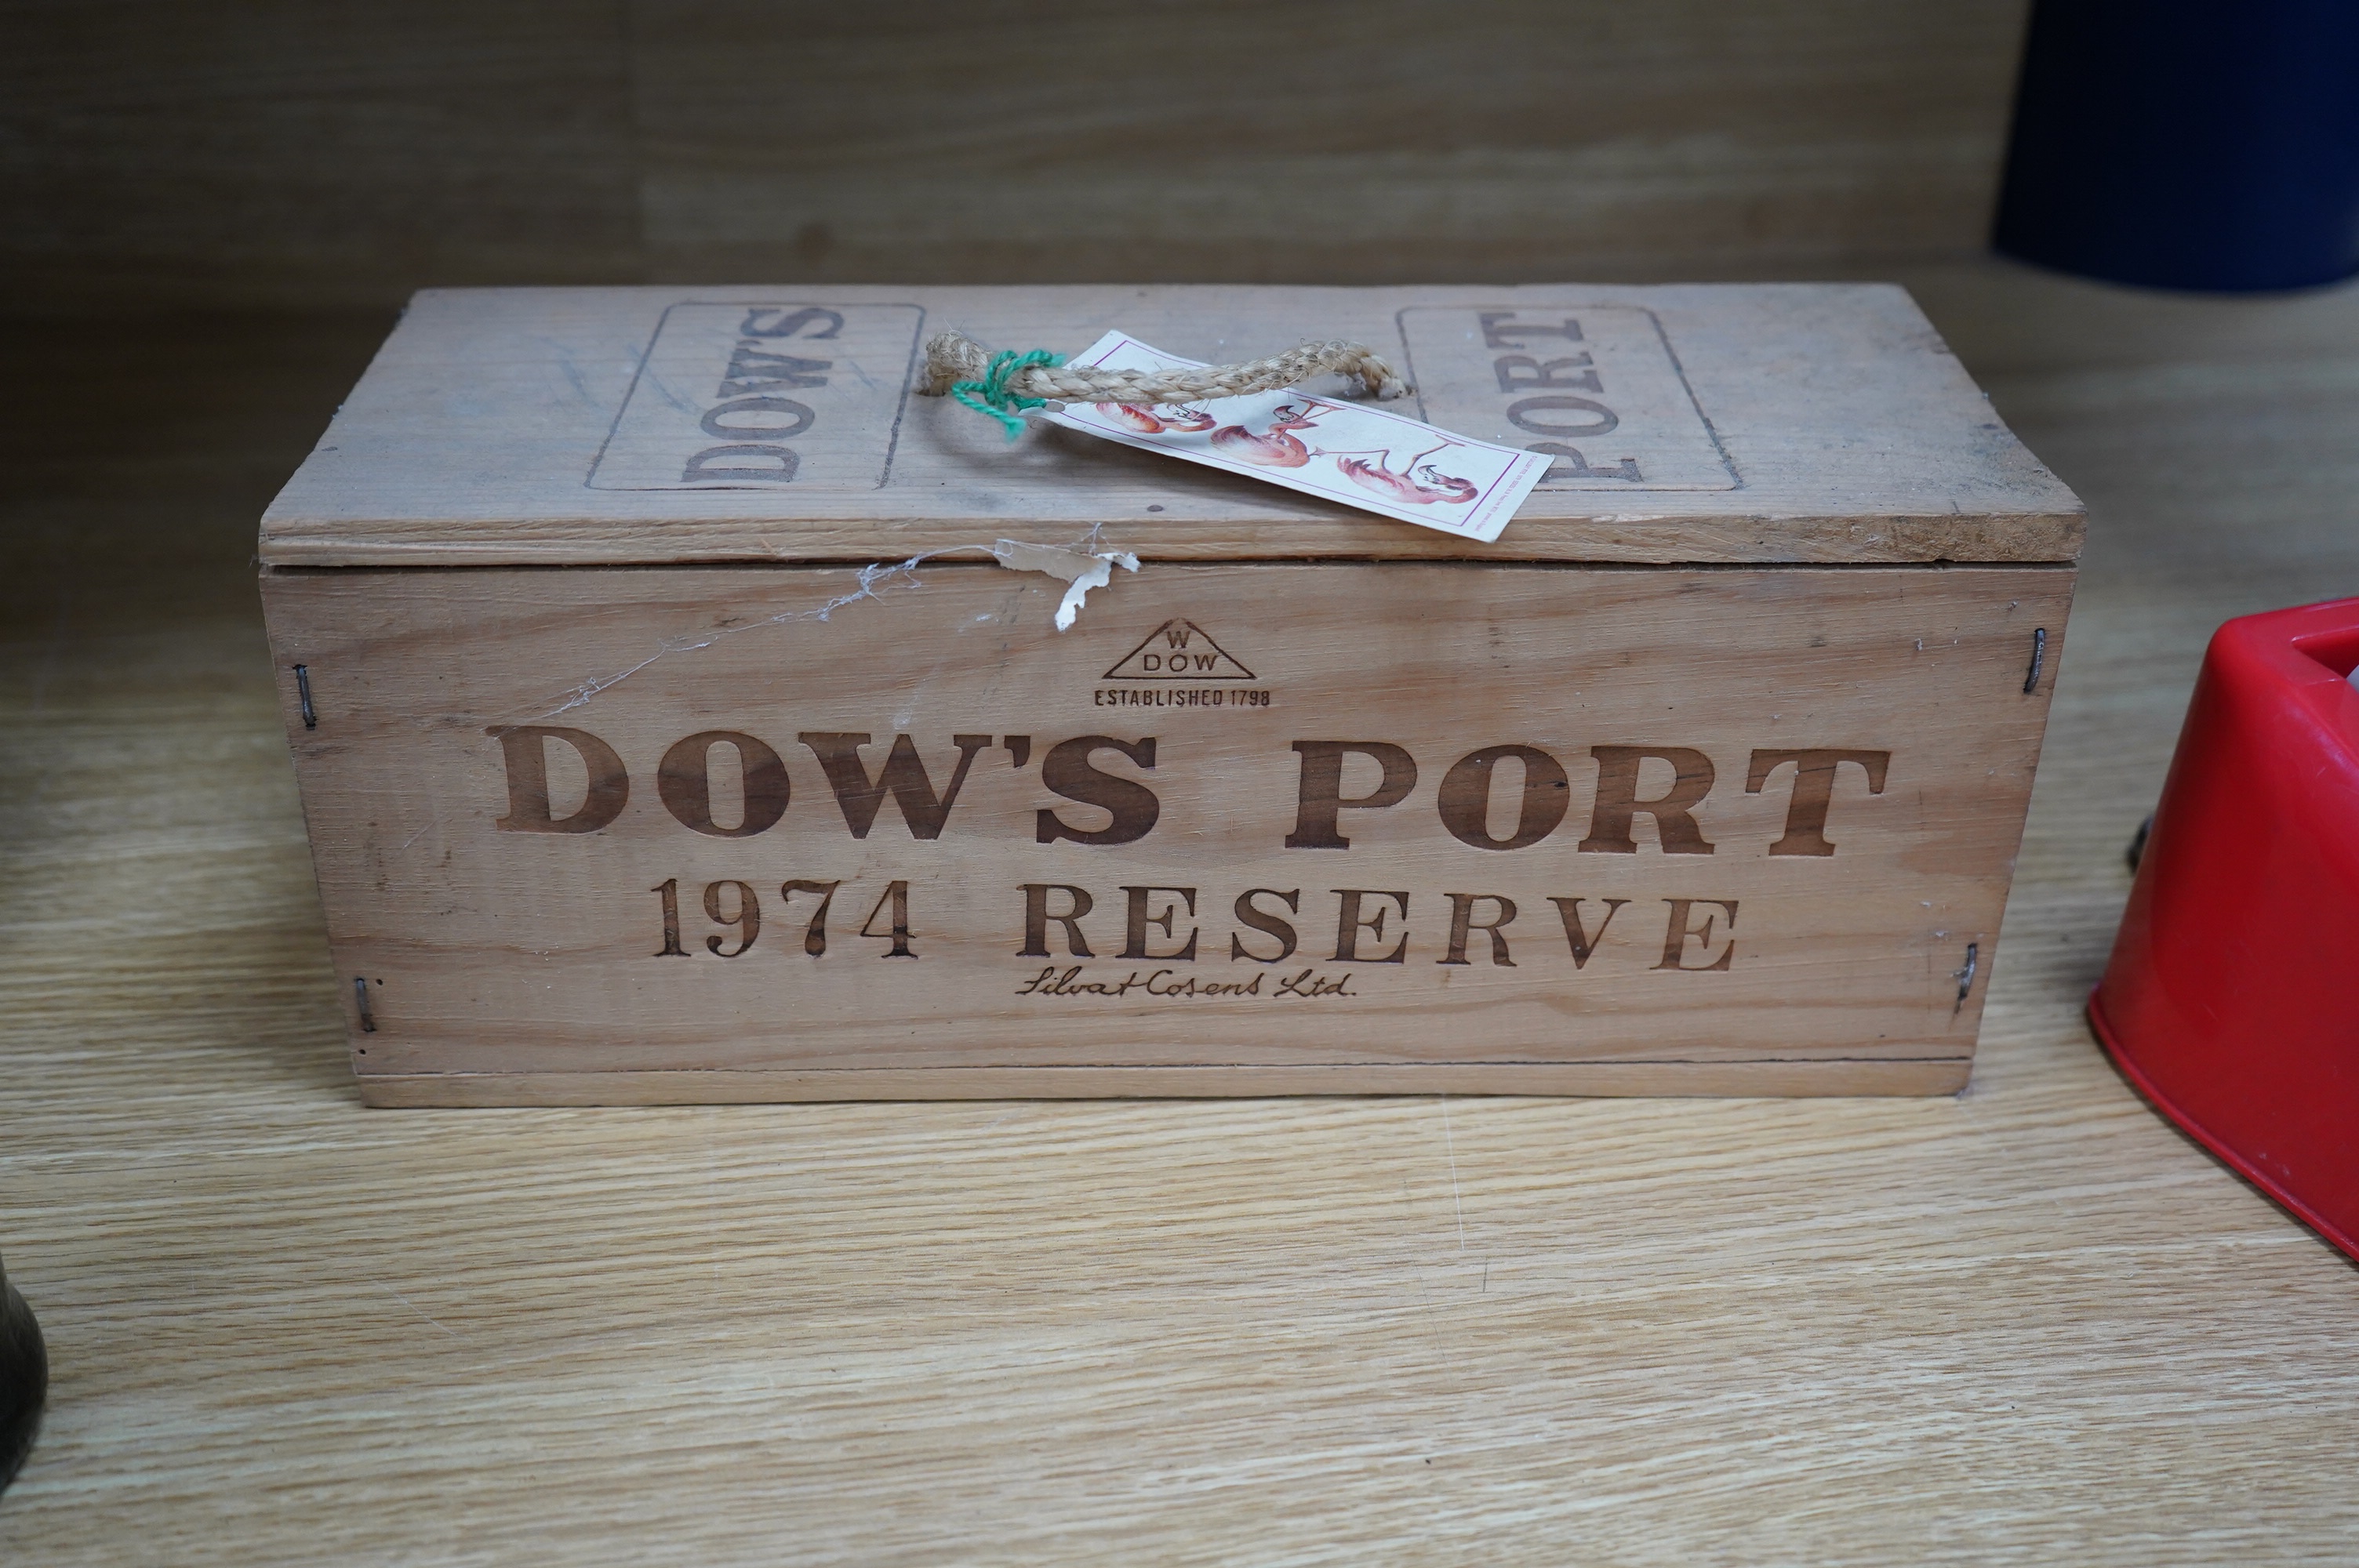 DOW'S
PORT
W
DOW
ESTABLISHED 1798
DOW'S PORT
1974 RESERVE
Silva & Cosens Ltd.